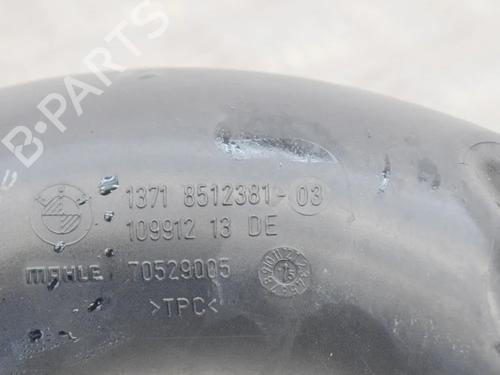 B-PARTS
1371 8512381-03
109912 13 DE
MAHLE 70529005
>TPC<